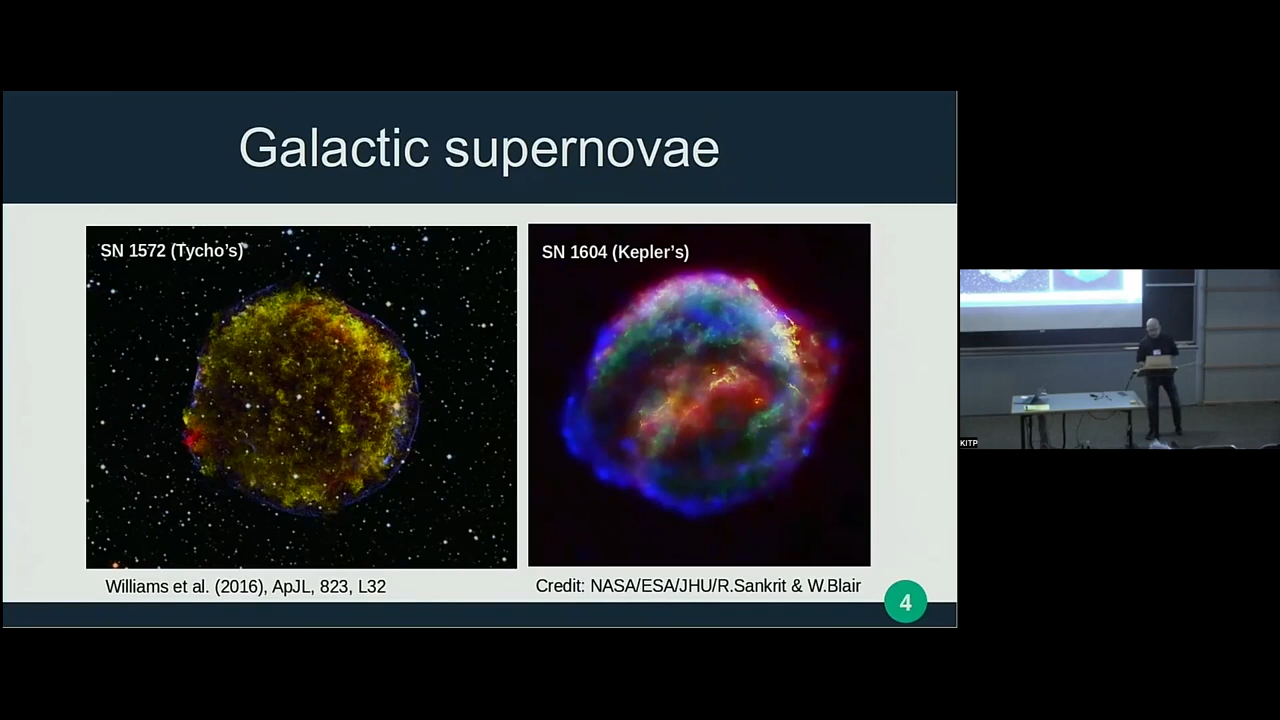 Galactic supernovae
SN 1572 (Tycho's)
SN 1604 (Kepler's)
Williams et al. (2016), ApJL, 823, L32
Credit: NASA/ESA/JHU/R.Sankrit & W.Blair
4
KITP